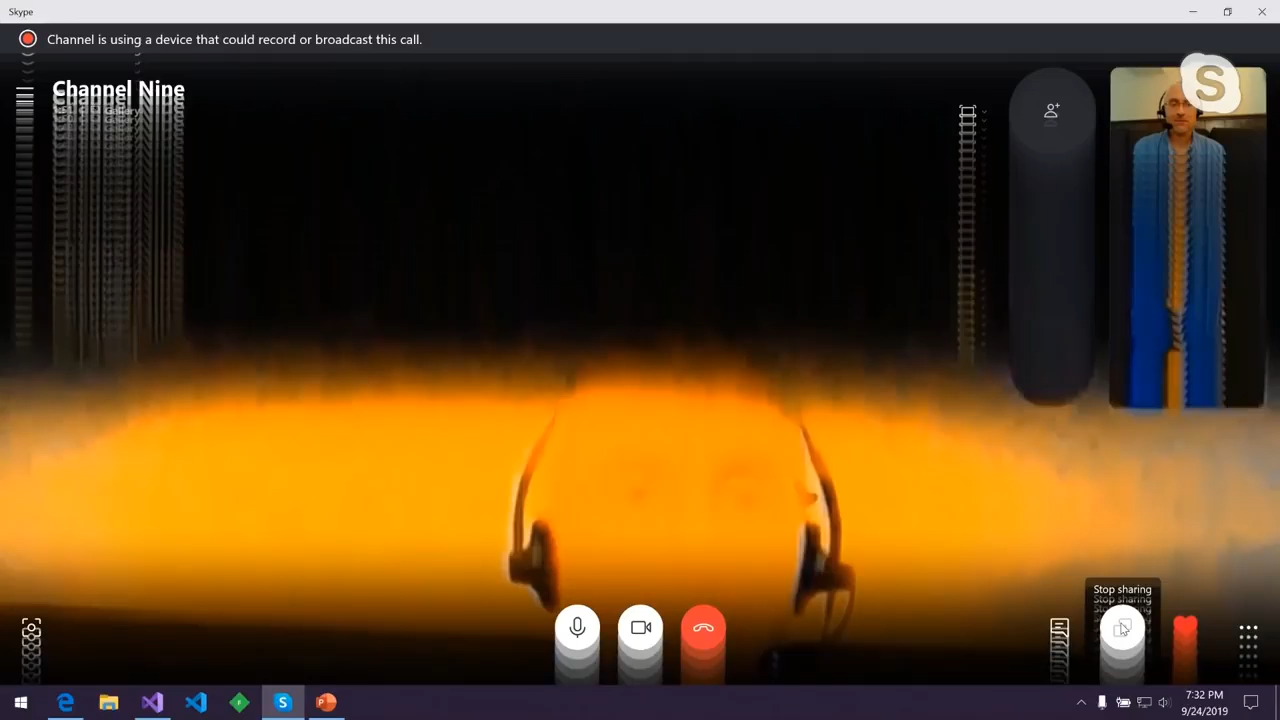 Skype
Channel is using a device that could record or broadcast this call.
Channel Nine
Gallery
Stop sharing
7:32 PM
9/24/2019